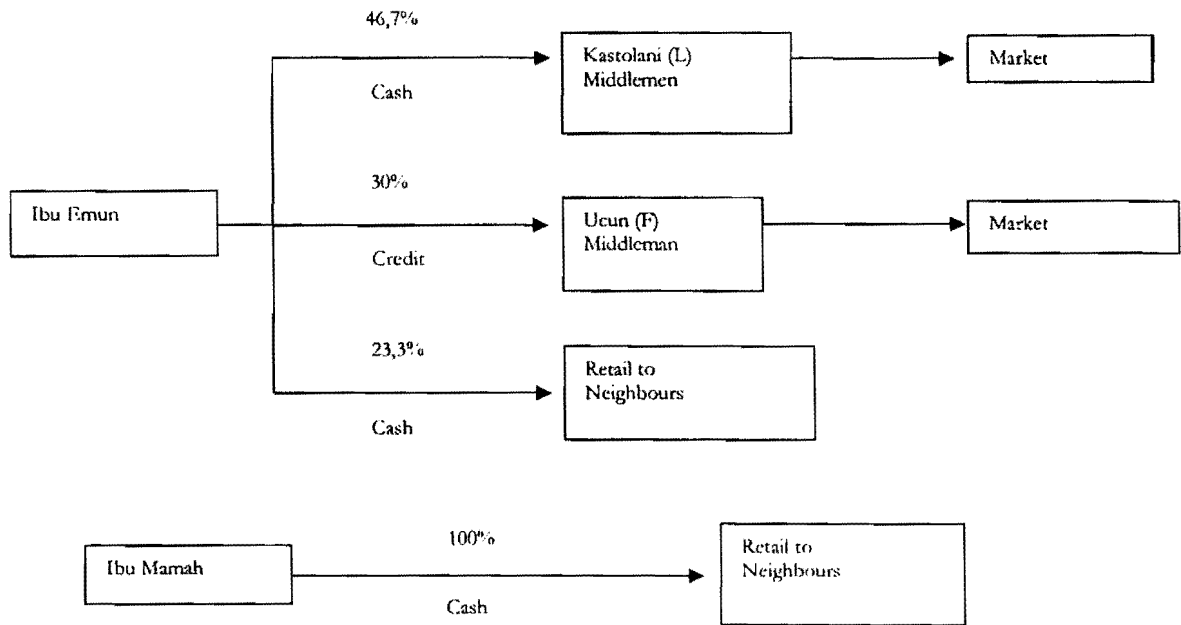 46,7%
Kastolani (L)
Middlemen
Market
Cash
30%
Ibu Emun
Ucun (F)
Middleman
Market
Credit
23,3%
Retail to
Neighbours
Cash
100%
Ibu Mamah
Retail to
Neighbours
Cash